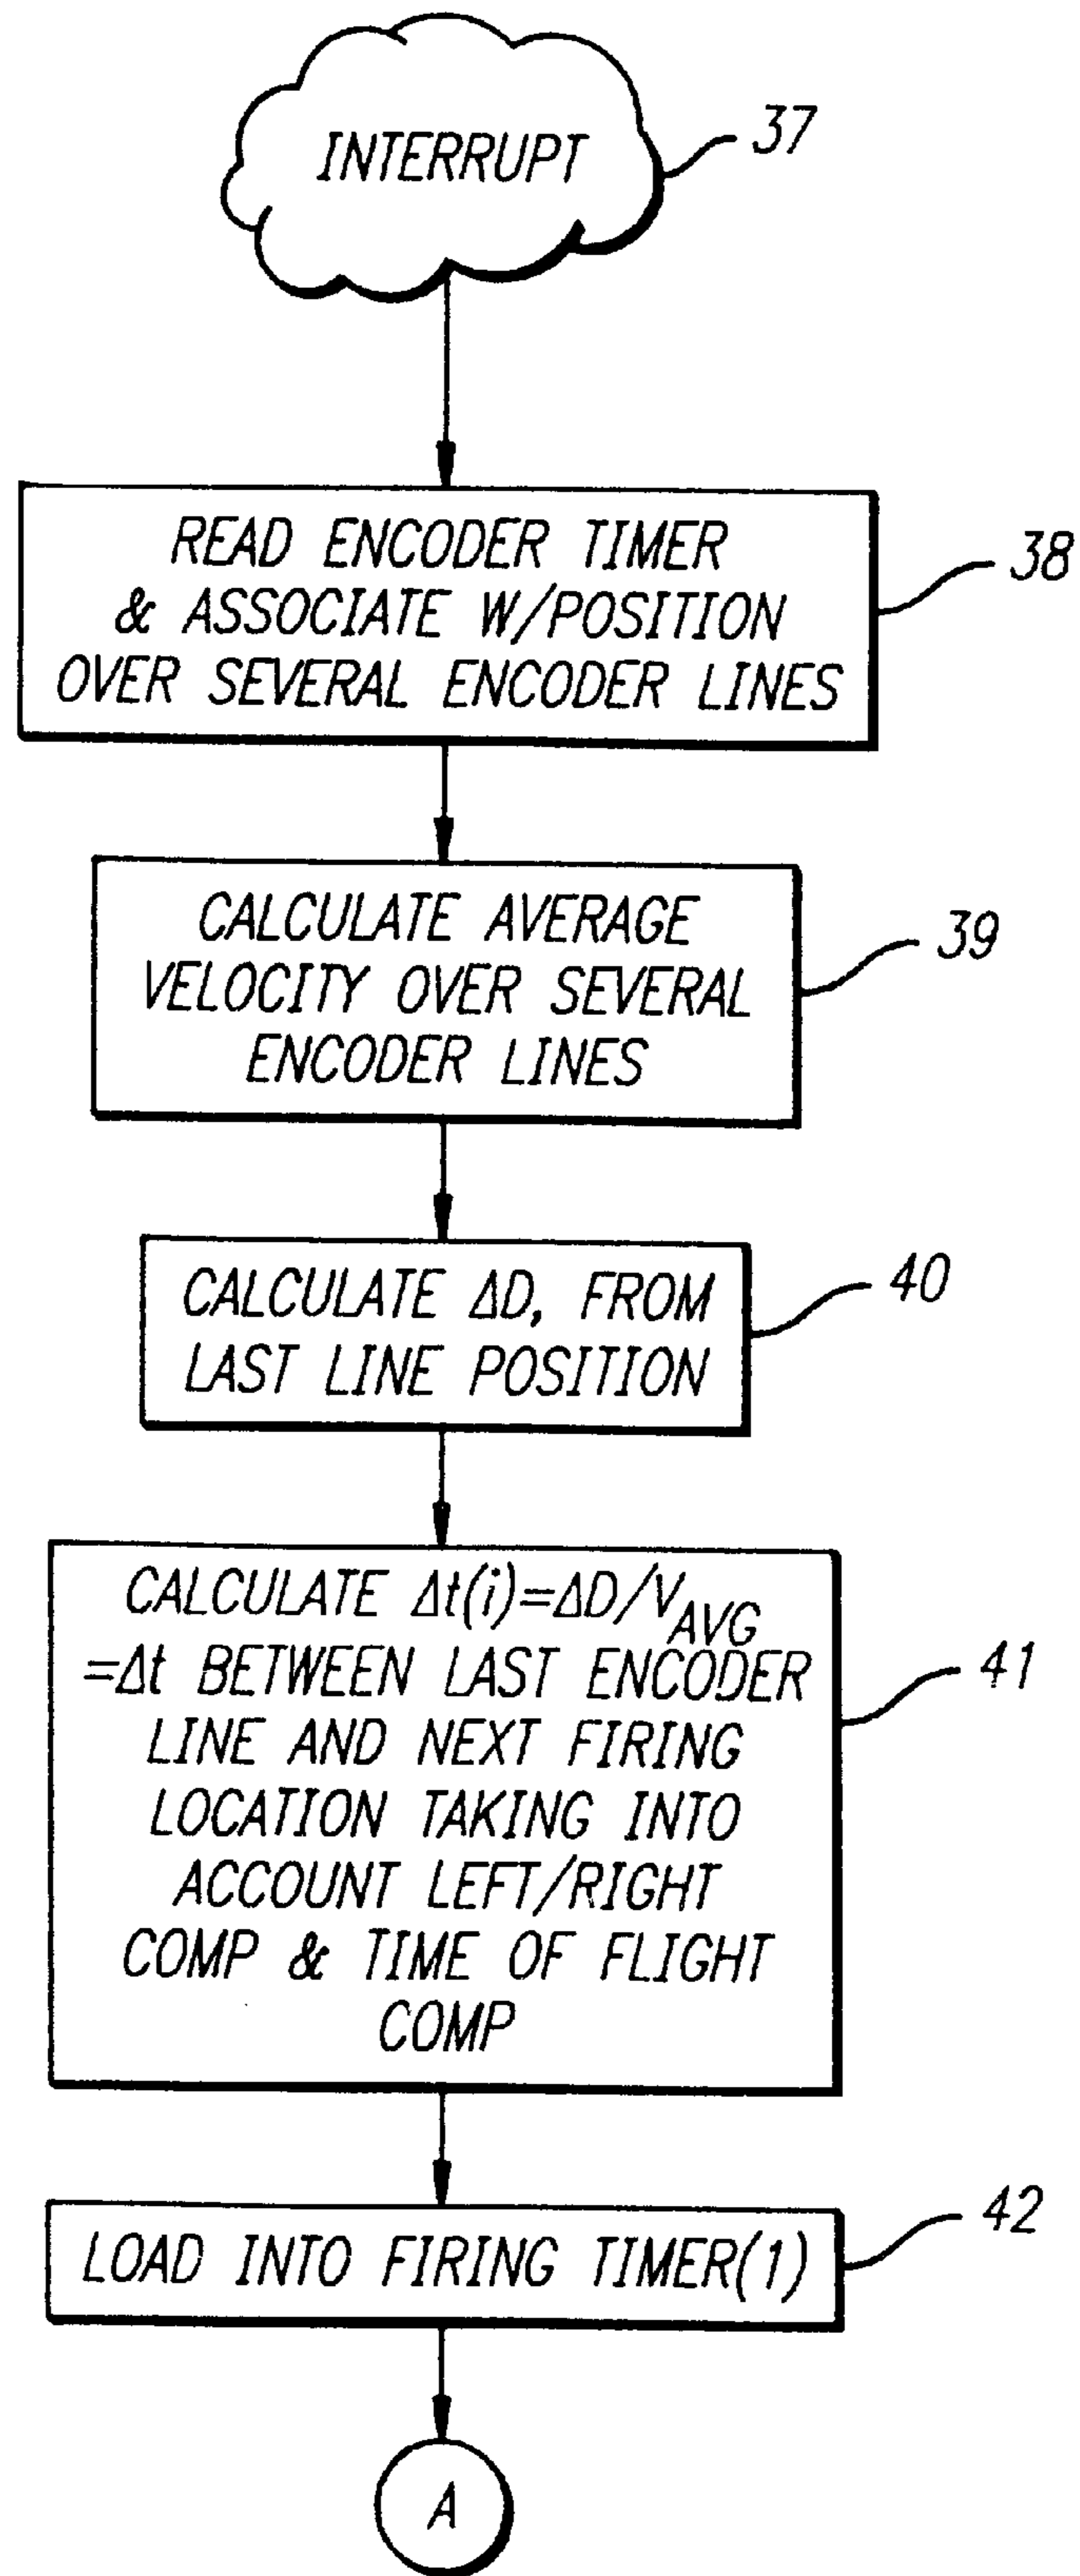 INTERRUPT
37
READ ENCODER TIMER
& ASSOCIATE W/POSITION
OVER SEVERAL ENCODER LINES
38
CALCULATE AVERAGE
VELOCITY OVER SEVERAL
ENCODER LINES
39
CALCULATE ΔD, FROM
LAST LINE POSITION
40
CALCULATE Δt(i)=ΔD/VAVG
=Δt BETWEEN LAST ENCODER
LINE AND NEXT FIRING
LOCATION TAKING INTO
ACCOUNT LEFT/RIGHT
COMP & TIME OF FLIGHT
COMP
41
LOAD INTO FIRING TIMER(1)
42
A